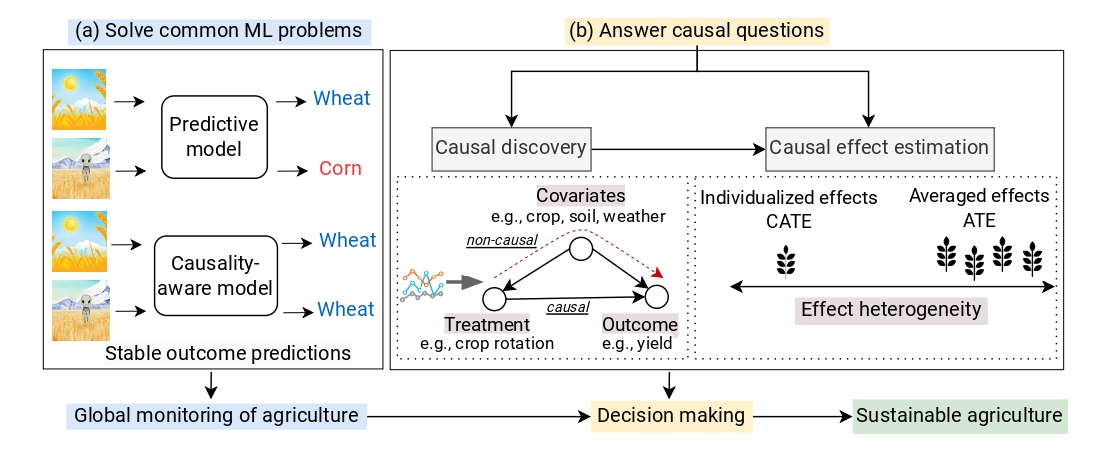 (a) Solve common ML problems
Wheat
Predictive
model
Corn
Wheat
Causality-
aware model
Wheat
Stable outcome predictions
(b) Answer causal questions
Causal discovery
Causal effect estimation
Covariates
e.g., crop, soil, weather
non-causal
causal
Treatment
e.g., crop rotation
Outcome
e.g., yield
Individualized effects
CATE
Averaged effects
ATE
Effect heterogeneity
Global monitoring of agriculture
Decision making
Sustainable agriculture